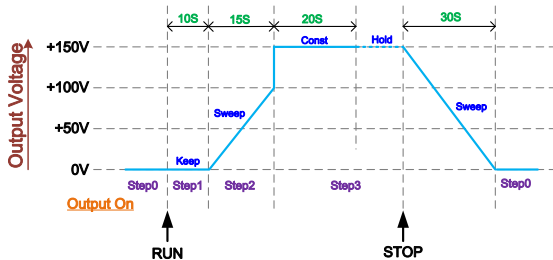 10S 15S 20S 30S
Output Voltage
+150V
Const Hold
+100V
Sweep Sweep
+50V
Keep
0V
Step0 Step1 Step2 Step3 Step0
Output On
RUN STOP